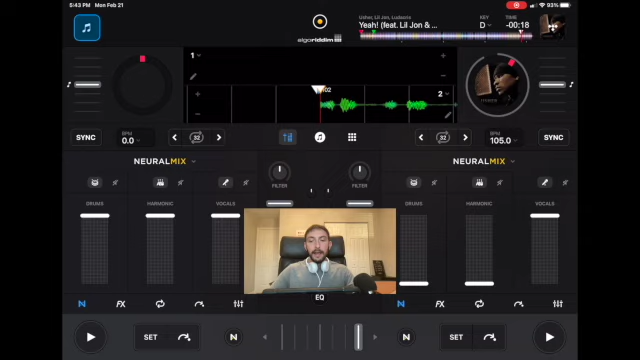 5:43 PM Mon Feb 21
93%
Usher, Lil Jon, Ludacris
Yeah! (feat. Lil Jon & ...
KEY
D
TIME
-00:18
algoriddim
1
02
2
SYNC
BPM
0.0
32
32
BPM
105.0
SYNC
NEURALMIX
NEURALMIX
FILTER
FILTER
DRUMS
HARMONIC
VOCALS
DRUMS
HARMONIC
VOCALS
EQ
N
FX
N
FX
SET
N
N
SET